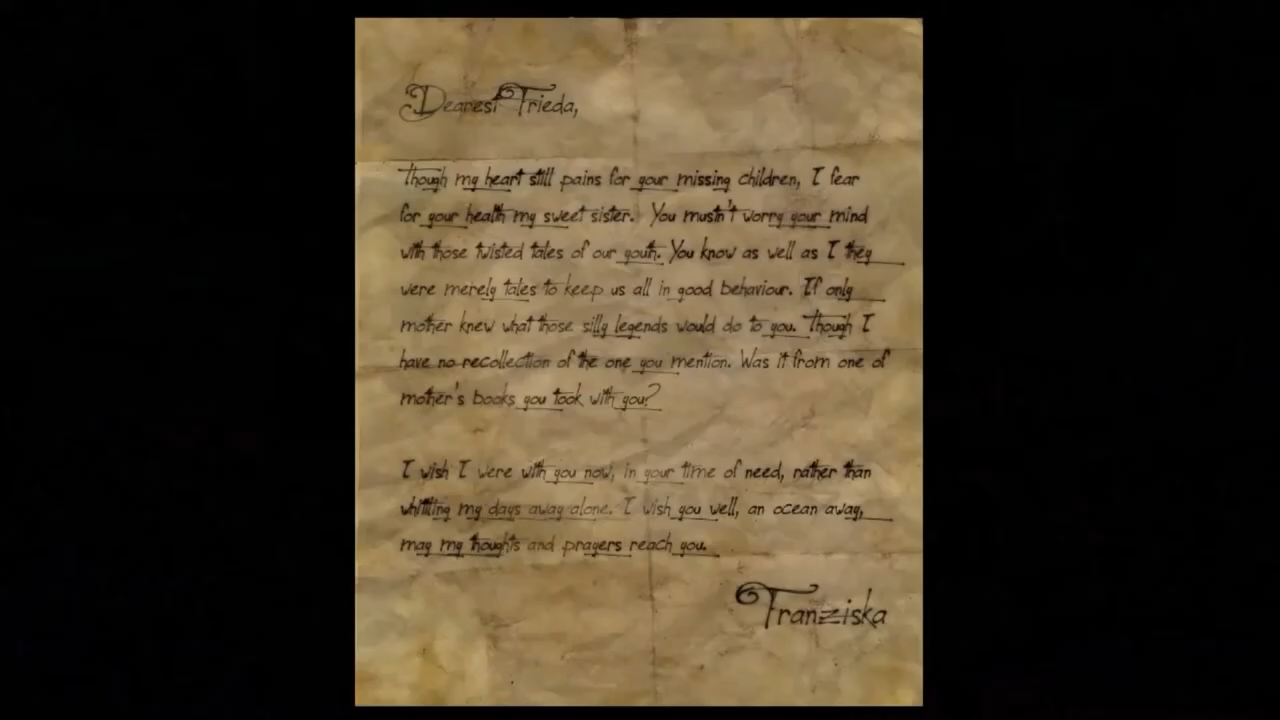 Dearest Frieda,
Though my heart still pains for your missing children, I fear
for your health my sweet sister. You mustn't worry your mind
with those twisted tales of our youth. You know as well as I they
were merely tales to keep us all in good behaviour. If only
mother knew what those silly legends would do to you. Though I
have no recollection of the one you mention. Was it from one of
mother's books you took with you?
I wish I were with you now, in your time of need, rather than
whittling my days away alone. I wish you well, an ocean away,
may my thoughts and prayers reach you.
Franziska